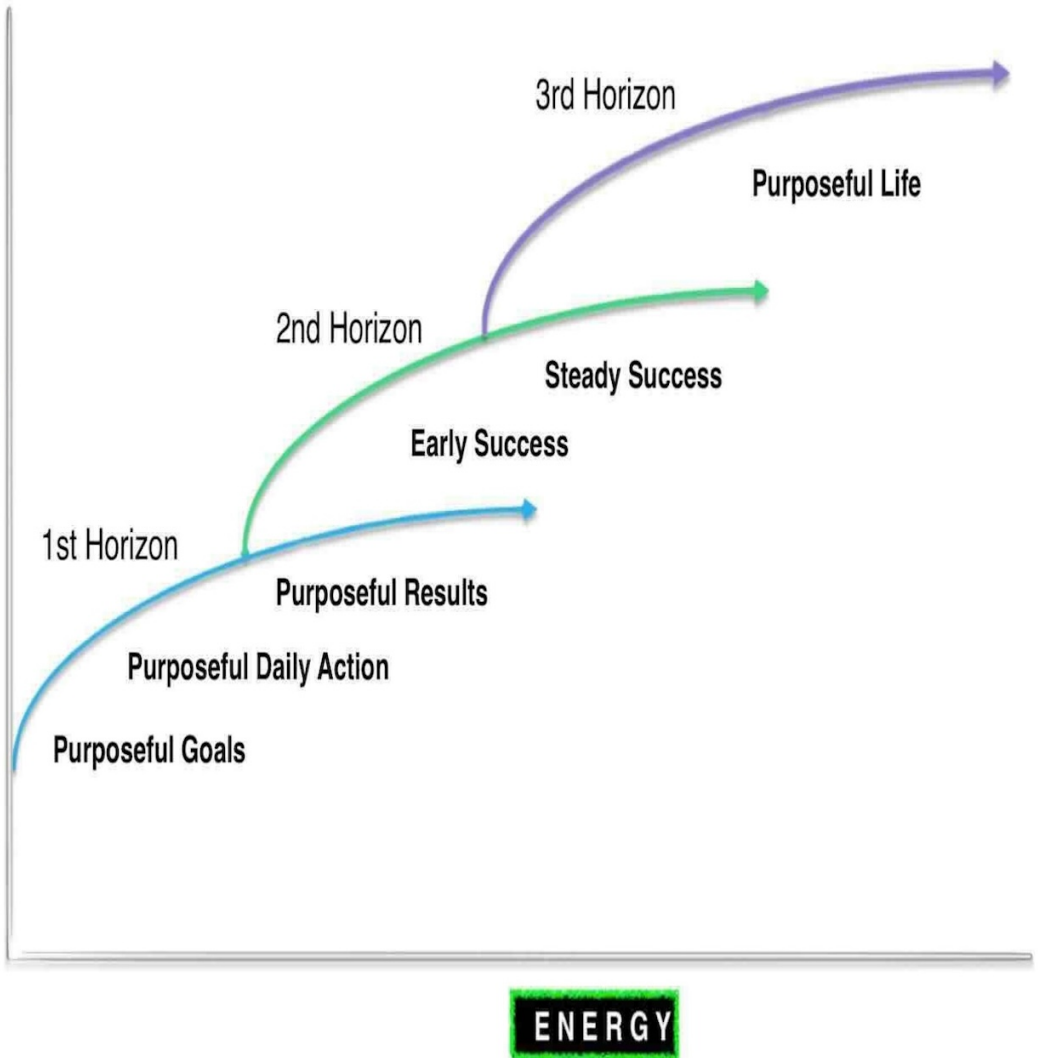 3rd Horizon
Purposeful Life
2nd Horizon
Steady Success
Early Success
1st Horizon
Purposeful Results
Purposeful Daily Action
Purposeful Goals
ENERGY